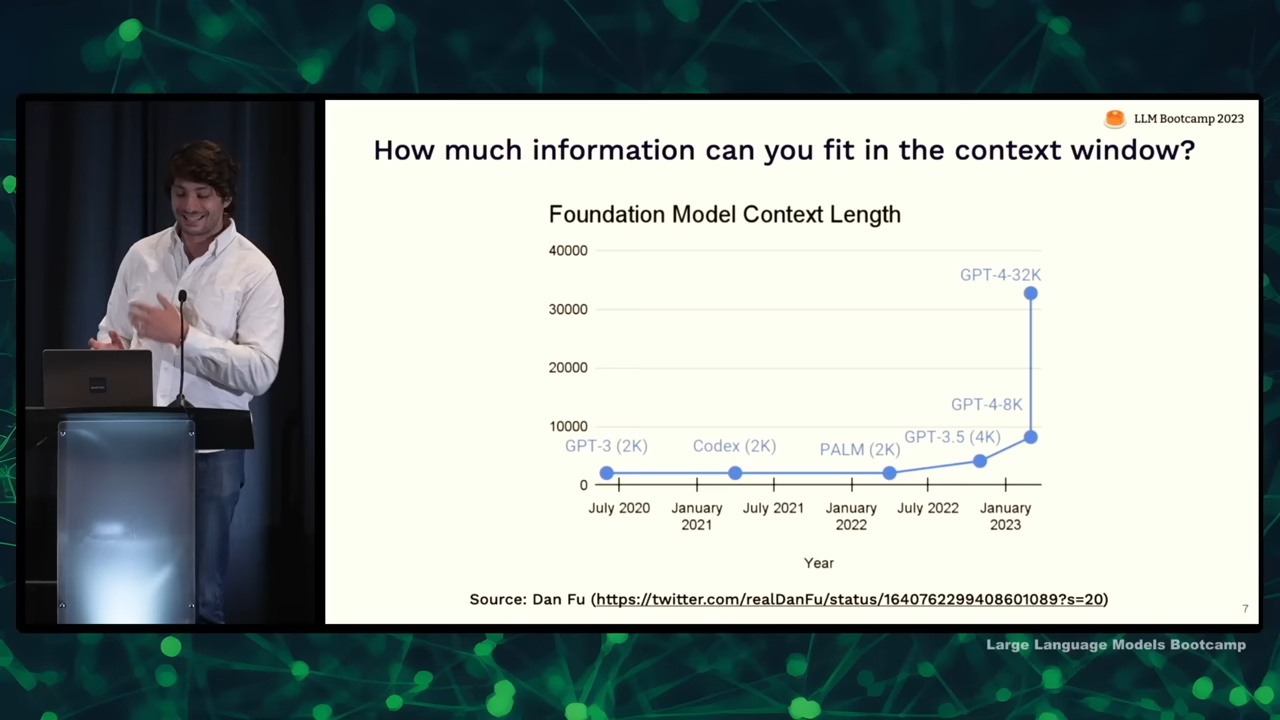 LLM Bootcamp 2023
How much information can you fit in the context window?
Foundation Model Context Length
40000
GPT-4-32K
30000
20000
GPT-4-8K
10000
GPT-3 (2K)
Codex (2K)
PALM (2K)
GPT-3.5 (4K)
0
July 2020
January
2021
July 2021
January
2022
July 2022
January
2023
Year
Source: Dan Fu (https://twitter.com/realDanFu/status/1640762299408601089?s=20)
7
Large Language Models Bootcamp